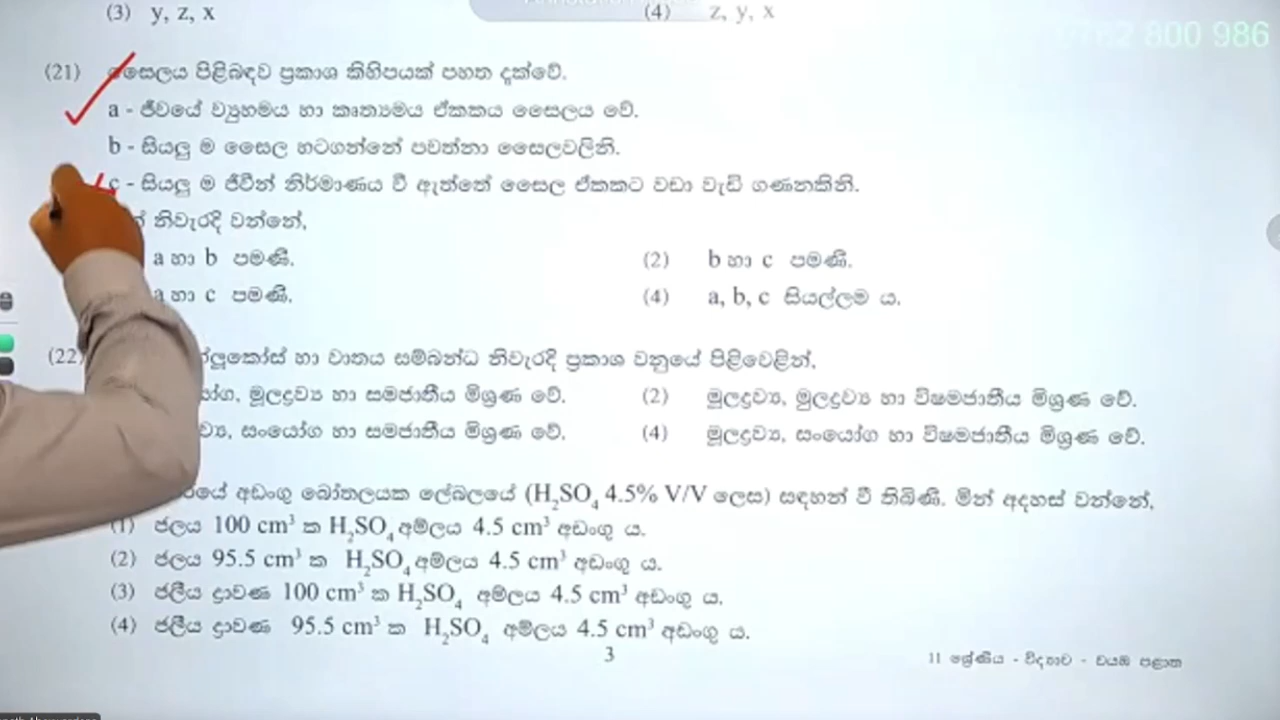 (3) y, z, x (4) z, y, x
800 986
(21) සෛලය පිළිබඳව ප්‍රකාශ කිහිපයක් පහත දැක්වේ.
a - ජීවයේ ව්‍යුහමය හා කෘත්‍යමය ඒකකය සෛලය වේ.
b - සියලු ම සෛල හටගන්නේ පවත්නා සෛලවලිනි.
c - සියලු ම ජීවීන් නිර්මාණය වී ඇත්තේ සෛල ඒකකට වඩා වැඩි ගණනකිනි.
නිවැරදි වන්නේ,
a හා b පමණි. (2) b හා c පමණි.
a හා c පමණි. (4) a, b, c සියල්ලම ය.
(22) හා වාතය සම්බන්ධ නිවැරදි ප්‍රකාශ වනුයේ පිළිවෙළින්,
මූලද්‍රව්‍ය හා සමජාතීය මිශ්‍රණ වේ. (2) මූලද්‍රව්‍ය, මූලද්‍රව්‍ය හා විෂමජාතීය මිශ්‍රණ වේ.
සංයෝග හා සමජාතීය මිශ්‍රණ වේ. (4) මූලද්‍රව්‍ය, සංයෝග හා විෂමජාතීය මිශ්‍රණ වේ.
අඩංගු බෝතලයක ලේබලයේ (H₂SO₄ 4.5% V/V ලෙස) සඳහන් වී තිබිණි. මින් අදහස් වන්නේ,
(1) ජලය 100 cm³ ක H₂SO₄ අම්ලය 4.5 cm³ අඩංගු ය.
(2) ජලය 95.5 cm³ ක H₂SO₄ අම්ලය 4.5 cm³ අඩංගු ය.
(3) ජලීය ද්‍රාවණ 100 cm³ ක H₂SO₄ අම්ලය 4.5 cm³ අඩංගු ය.
(4) ජලීය ද්‍රාවණ 95.5 cm³ ක H₂SO₄ අම්ලය 4.5 cm³ අඩංගු ය.
3
11 ශ්‍රේණිය - විද්‍යාව - වයඹ පළාත